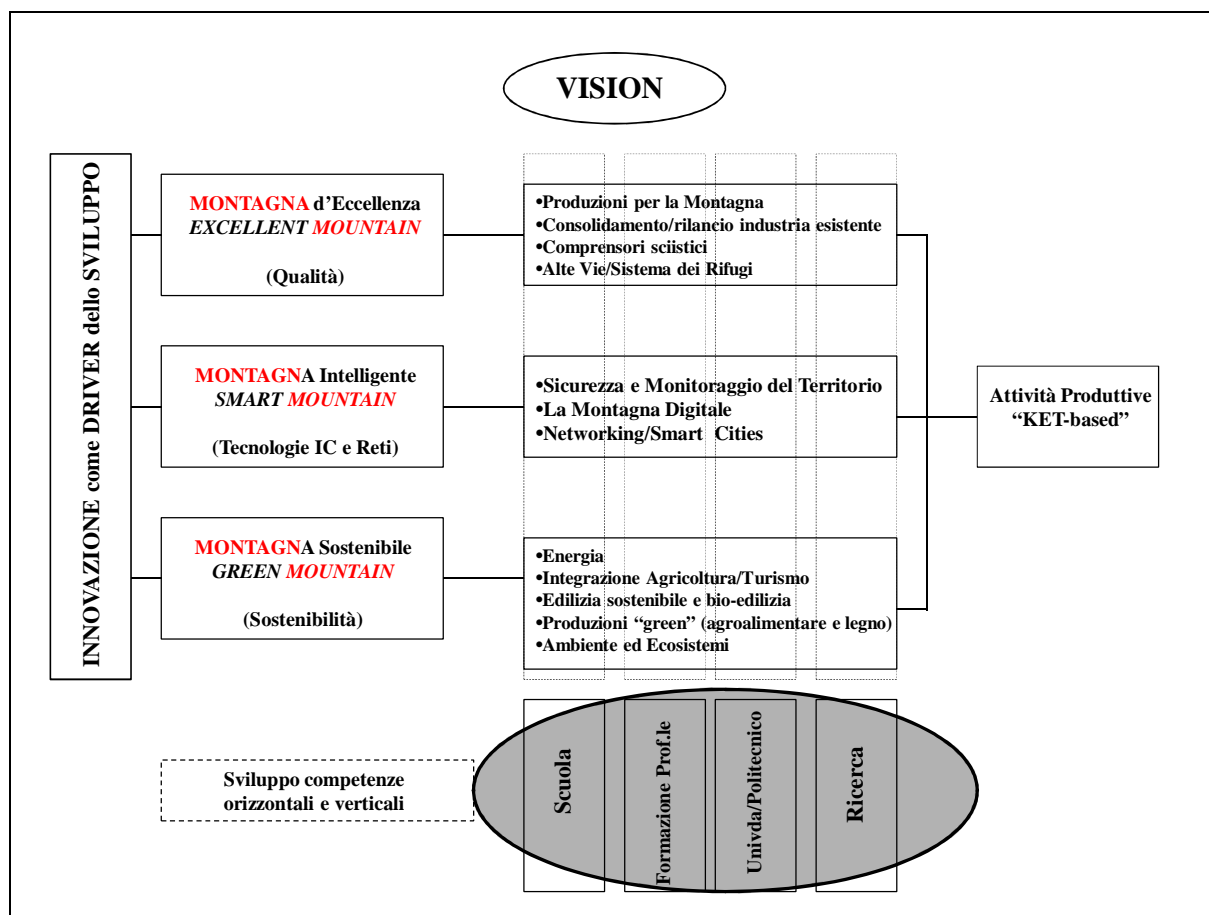 VISION
INNOVAZIONE come DRIVER dello SVILUPPO
MONTAGNA d’Eccellenza
EXCELLENT MOUNTAIN
(Qualità)
•Produzioni per la Montagna
•Consolidamento/rilancio industria esistente
•Comprensori sciistici
•Alte Vie/Sistema dei Rifugi
MONTAGNA Intelligente
SMART MOUNTAIN
(Tecnologie IC e Reti)
•Sicurezza e Monitoraggio del Territorio
•La Montagna Digitale
•Networking/Smart Cities
Attività Produttive
“KET-based”
MONTAGNA Sostenibile
GREEN MOUNTAIN
(Sostenibilità)
•Energia
•Integrazione Agricoltura/Turismo
•Edilizia sostenibile e bio-edilizia
•Produzioni “green” (agroalimentare e legno)
•Ambiente ed Ecosistemi
Sviluppo competenze
orizzontali e verticali
Scuola
Formazione Prof.le
Univda/Politecnico
Ricerca